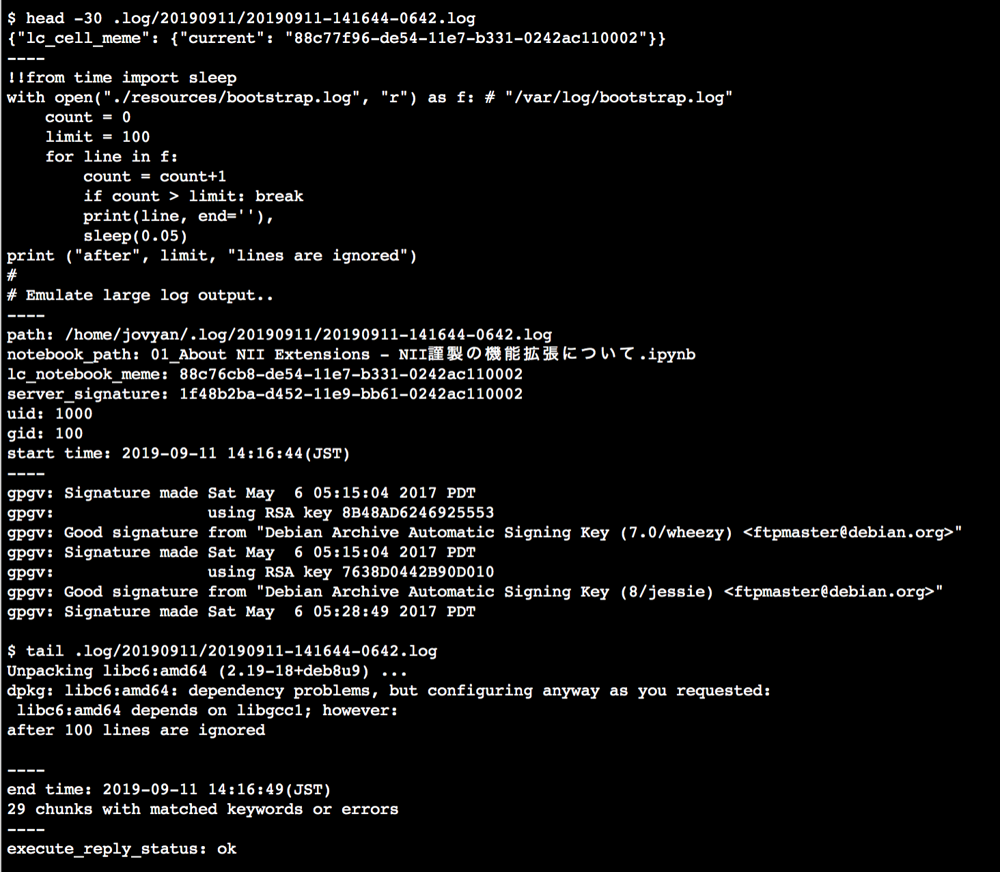 $ head -30 .log/20190911/20190911-141644-0642.log
{"lc_cell_meme": {"current": "88c77f96-de54-11e7-b331-0242ac110002"}}
----
!!from time import sleep
with open("./resources/bootstrap.log", "r") as f: # "/var/log/bootstrap.log"
    count = 0
    limit = 100
    for line in f:
        count = count+1
        if count > limit: break
        print(line, end=''),
        sleep(0.05)
print ("after", limit, "lines are ignored")
#
# Emulate large log output..
----
path: /home/jovyan/.log/20190911/20190911-141644-0642.log
notebook_path: 01_About NII Extensions - NII謹製の機能拡張について.ipynb
lc_notebook_meme: 88c76cb8-de54-11e7-b331-0242ac110002
server_signature: 1f48b2ba-d452-11e9-bb61-0242ac110002
uid: 1000
gid: 100
start time: 2019-09-11 14:16:44(JST)
----
gpgv: Signature made Sat May  6 05:15:04 2017 PDT
gpgv:                using RSA key 8B48AD6246925553
gpgv: Good signature from "Debian Archive Automatic Signing Key (7.0/wheezy) <ftpmaster@debian.org>"
gpgv: Signature made Sat May  6 05:15:04 2017 PDT
gpgv:                using RSA key 7638D0442B90D010
gpgv: Good signature from "Debian Archive Automatic Signing Key (8/jessie) <ftpmaster@debian.org>"
gpgv: Signature made Sat May  6 05:28:49 2017 PDT

$ tail .log/20190911/20190911-141644-0642.log
Unpacking libc6:amd64 (2.19-18+deb8u9) ...
dpkg: libc6:amd64: dependency problems, but configuring anyway as you requested:
 libc6:amd64 depends on libgcc1; however:
after 100 lines are ignored

----
end time: 2019-09-11 14:16:49(JST)
29 chunks with matched keywords or errors
----
execute_reply_status: ok